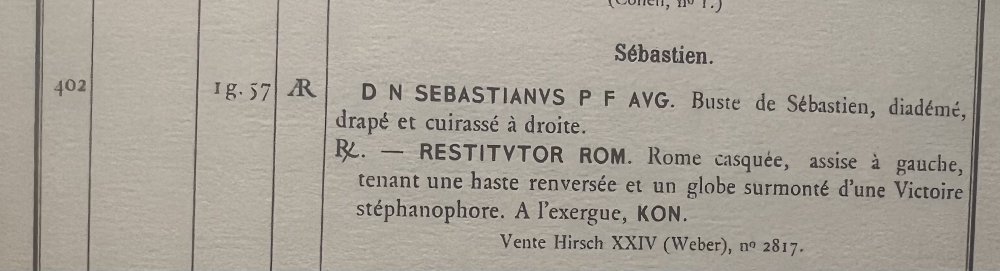 (Cohen, nº 1.)
Sébastien.
402 1 g. 57 ÆR D N SEBASTIANVS P F AVG. Buste de Sébastien, diadémé,
drapé et cuirassé à droite.
℞. — RESTITVTOR ROM. Rome casquée, assise à gauche,
tenant une haste renversée et un globe surmonté d'une Victoire
stéphanophore. A l'exergue, KON.
Vente Hirsch XXIV (Weber), nº 2817.